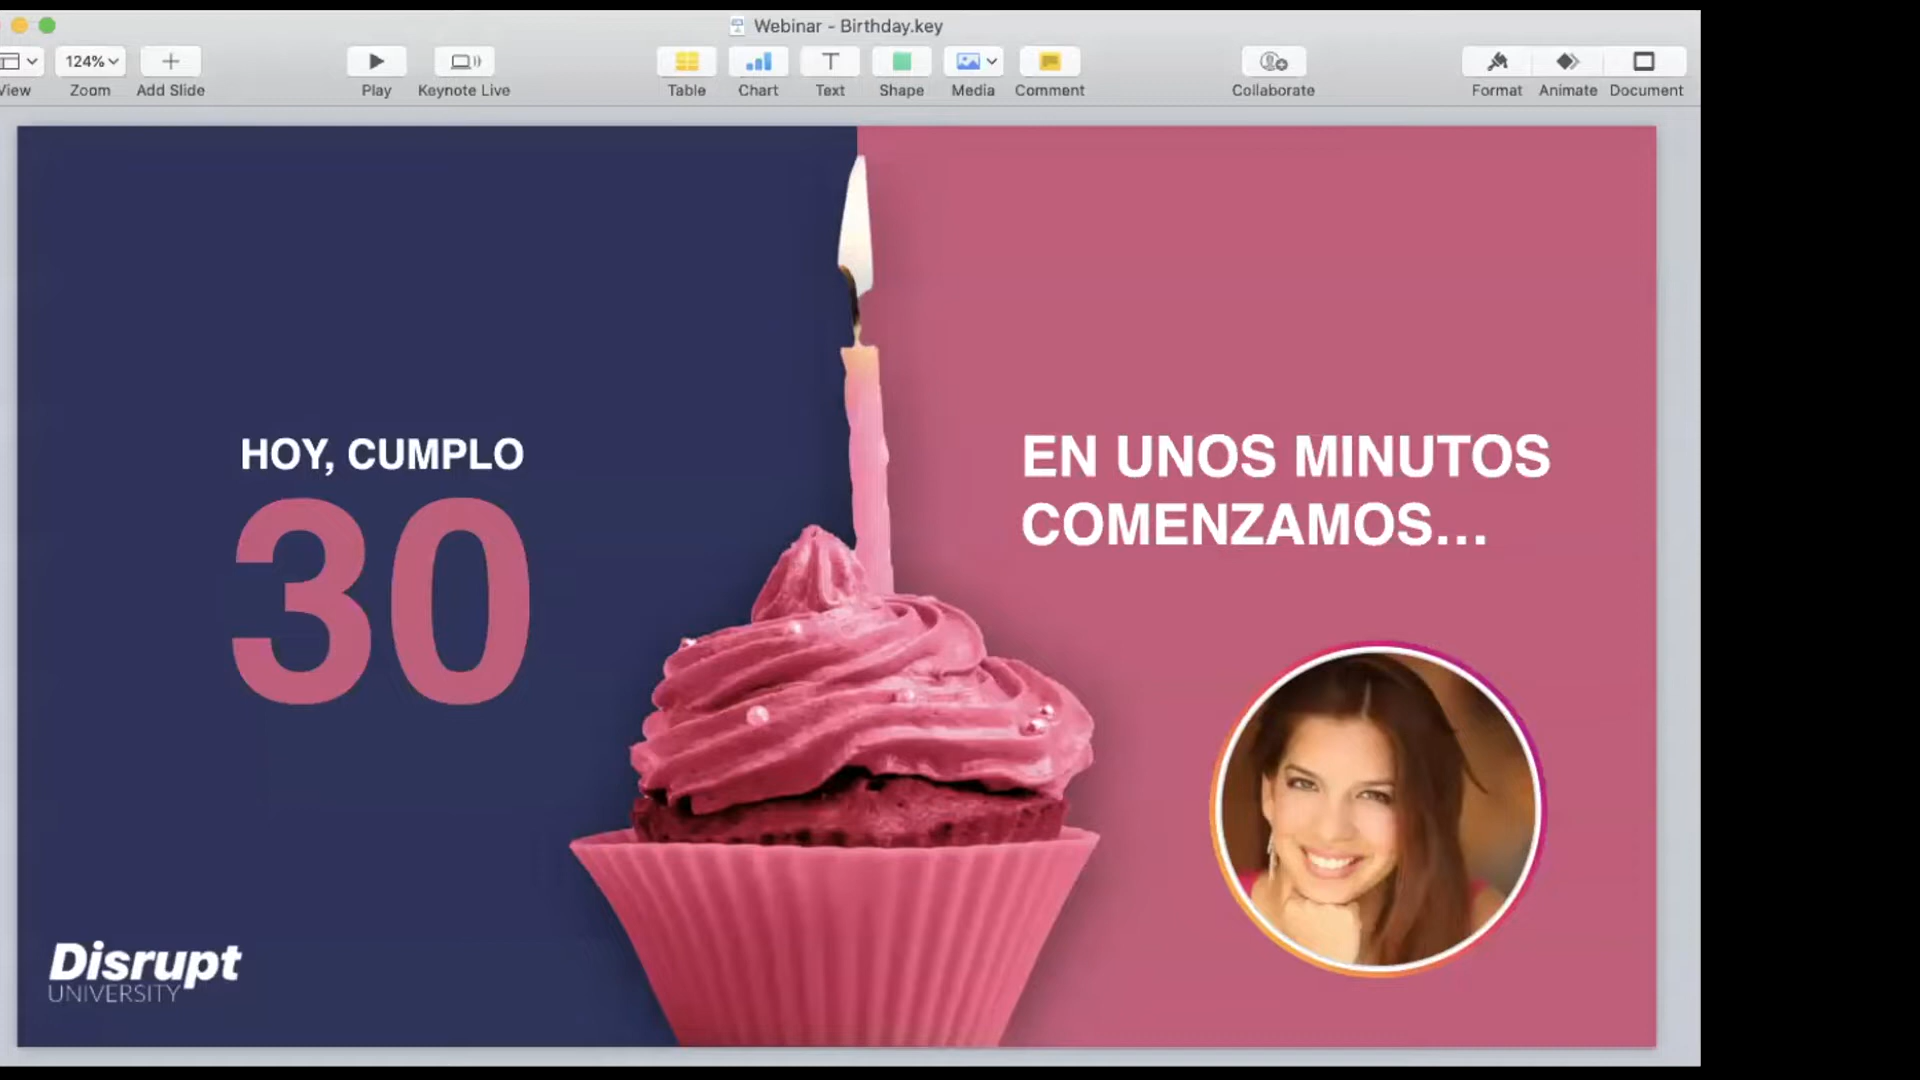 Webinar - Birthday.key
124%
View
Zoom
Add Slide
Play
Keynote Live
Table
Chart
Text
Shape
Media
Comment
Collaborate
Format
Animate
Document
HOY, CUMPLO
30
EN UNOS MINUTOS
COMENZAMOS...
Disrupt
UNIVERSITY